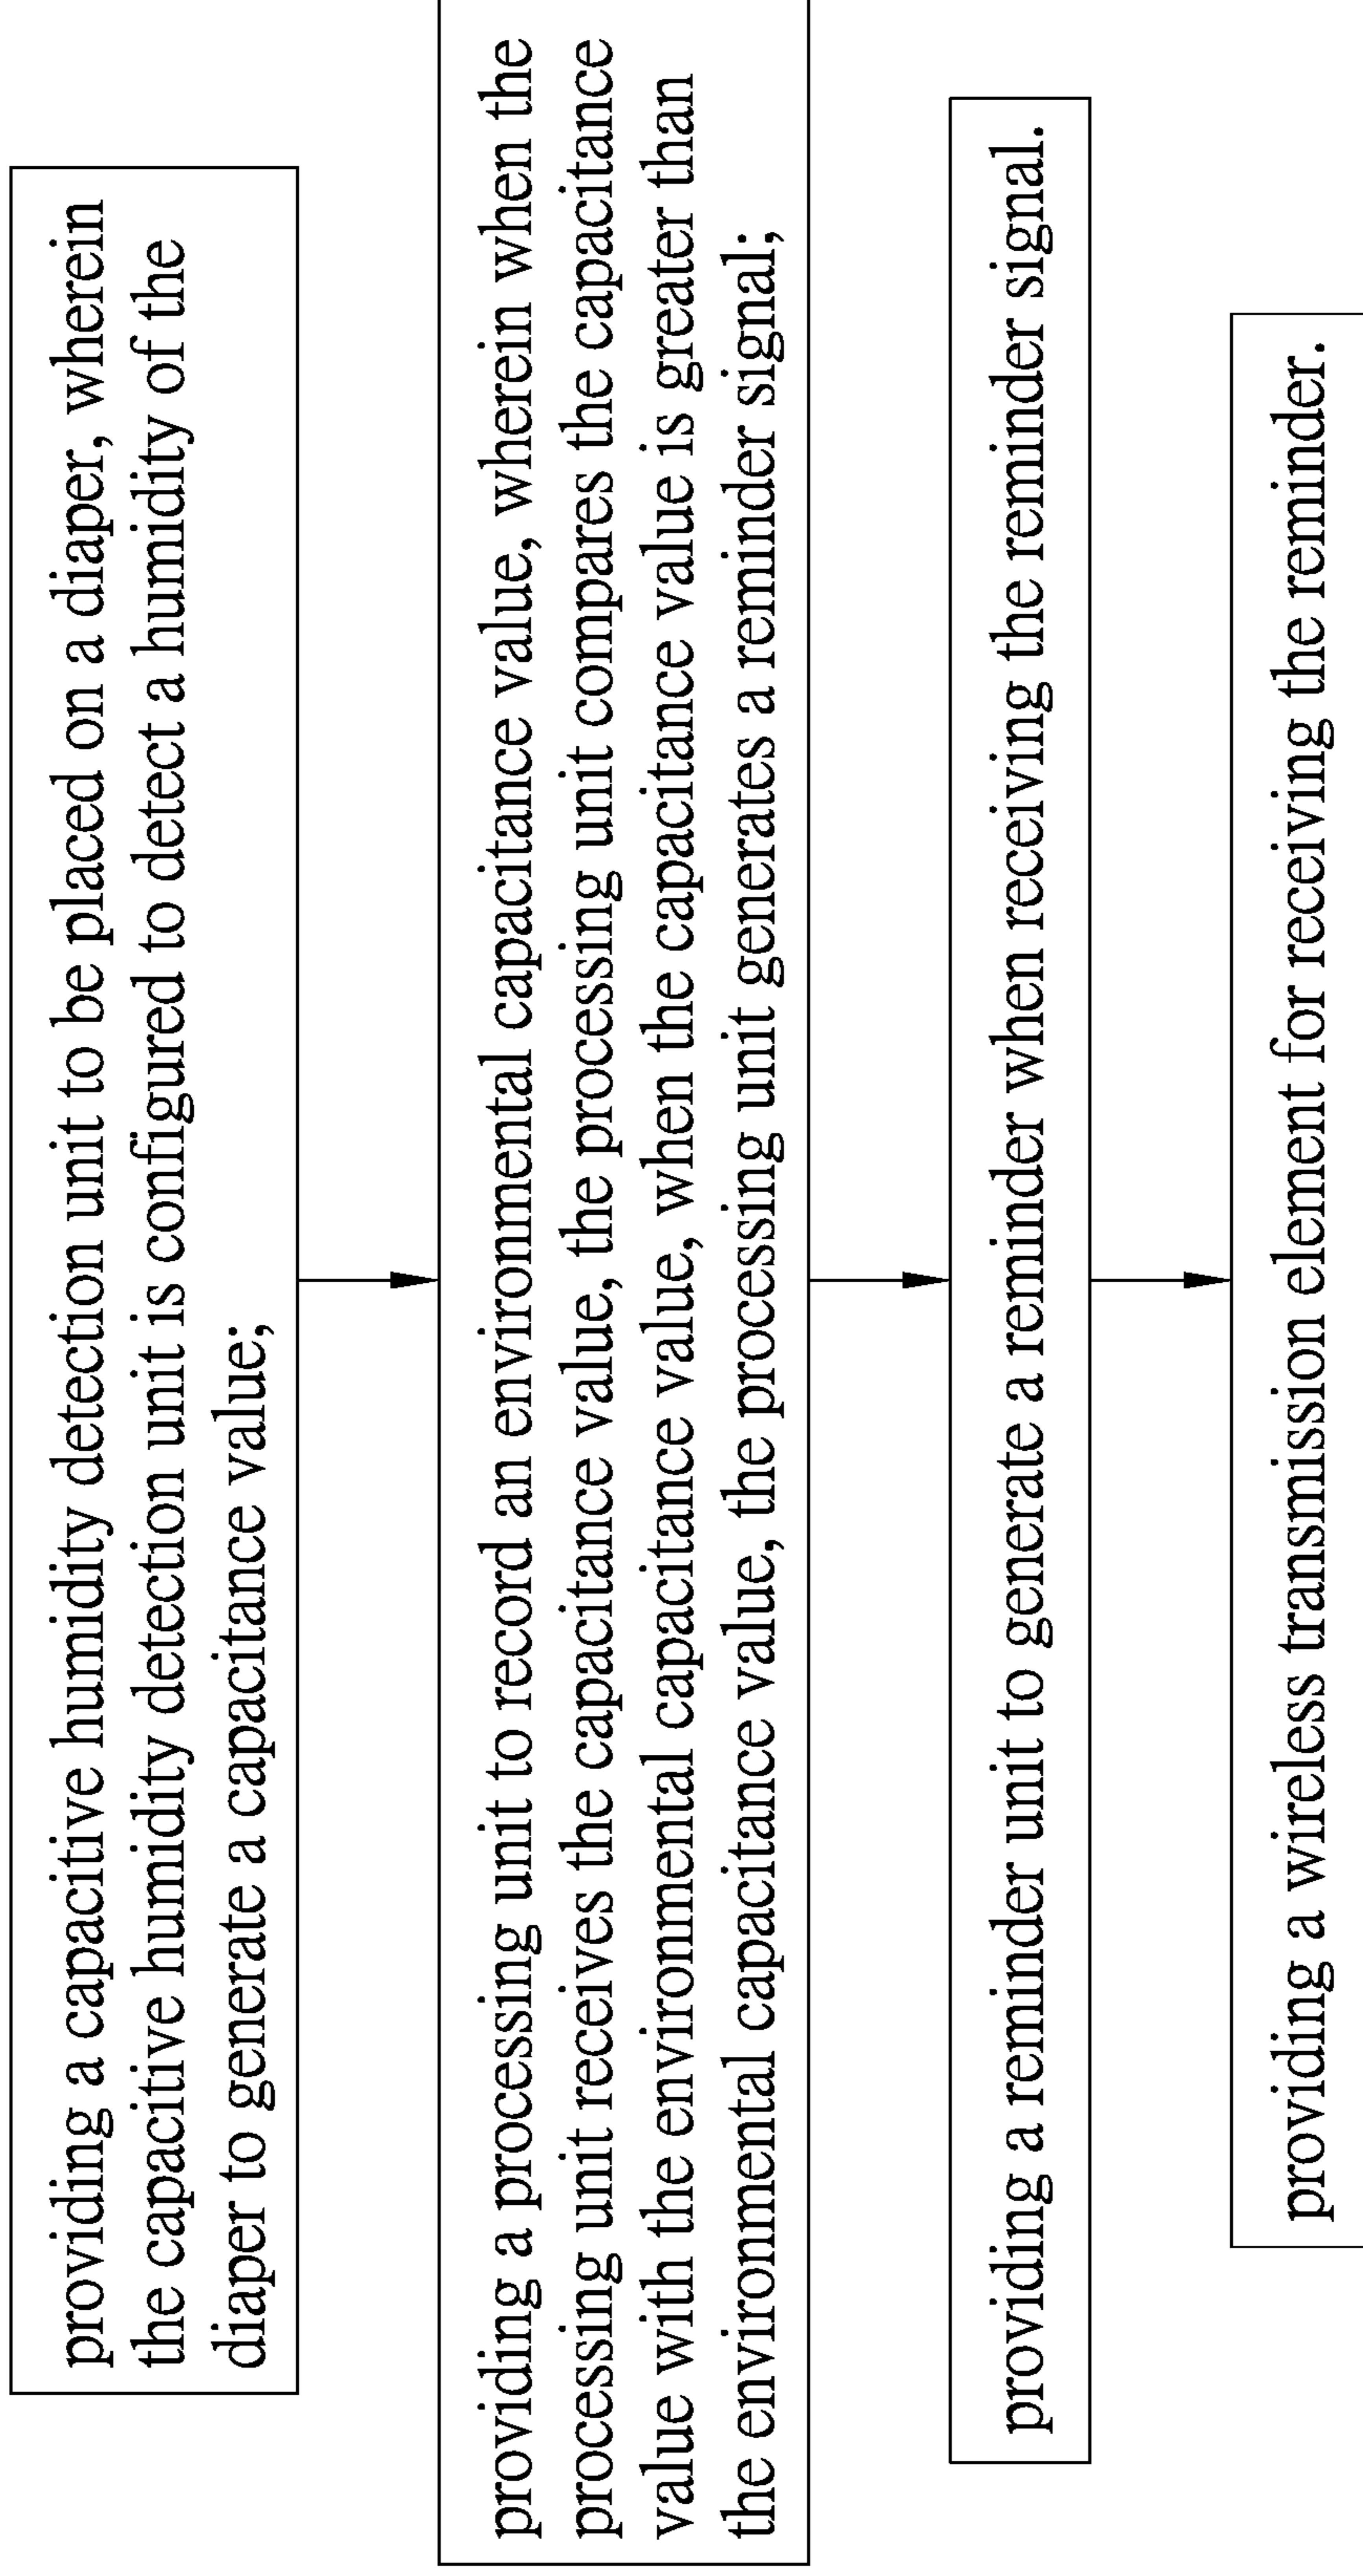 providing a capacitive humidity detection unit to be placed on a diaper, wherein
the capacitive humidity detection unit is configured to detect a humidity of the
diaper to generate a capacitance value;
providing a processing unit to record an environmental capacitance value, wherein when the
processing unit receives the capacitance value, the processing unit compares the capacitance
value with the environmental capacitance value, when the capacitance value is greater than
the environmental capacitance value, the processing unit generates a reminder signal;
providing a reminder unit to generate a reminder when receiving the reminder signal.
providing a wireless transmission element for receiving the reminder.